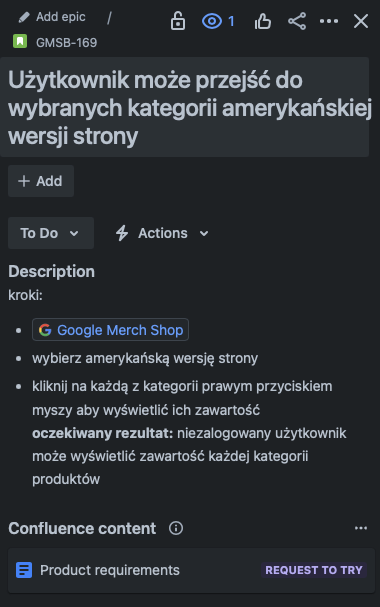 Add epic /
1
GMSB-169
Użytkownik może przejść do
wybranych kategorii amerykańskiej
wersji strony
+ Add
To Do
Actions
Description
kroki:
• Google Merch Shop
• wybierz amerykańską wersję strony
• kliknij na każdą z kategorii prawym przyciskiem
myszy aby wyświetlić ich zawartość
oczekiwany rezultat: niezalogowany użytkownik
może wyświetlić zawartość każdej kategorii
produktów
Confluence content
Product requirements REQUEST TO TRY